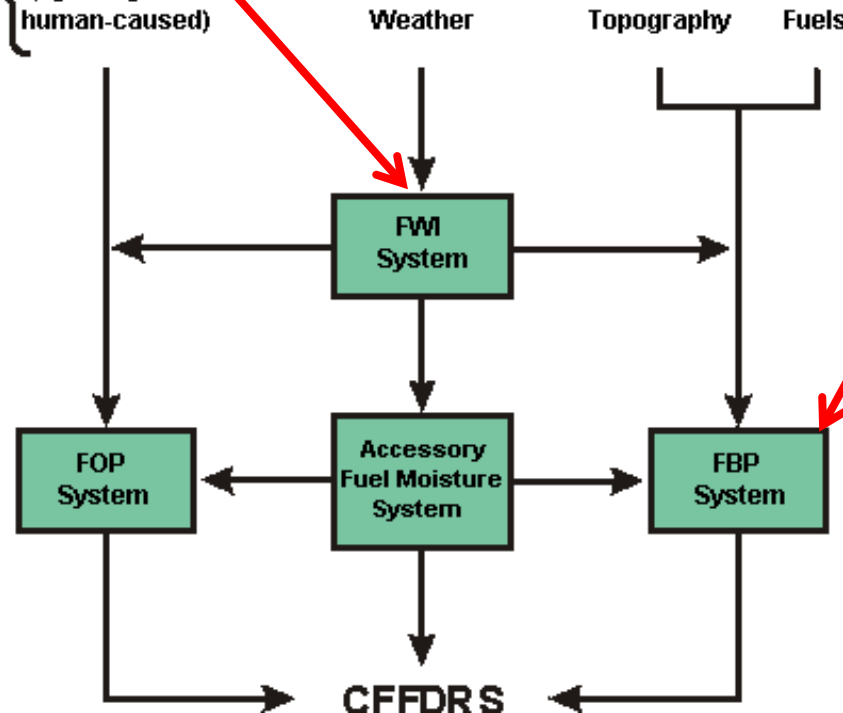 human-caused)
Weather
Topography
Fuels
FWI
System
FOP
System
Accessory
Fuel Moisture
System
FBP
System
CFFDRS